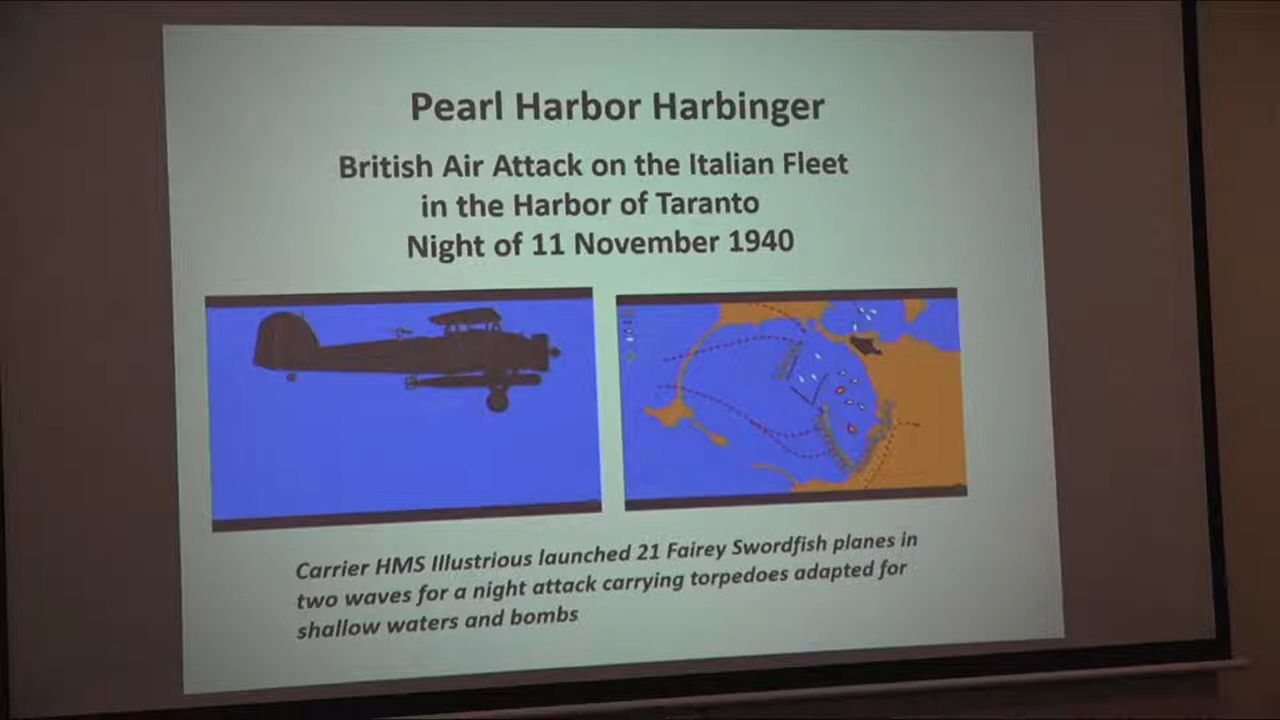 Pearl Harbor Harbinger
British Air Attack on the Italian Fleet
in the Harbor of Taranto
Night of 11 November 1940
Carrier HMS Illustrious launched 21 Fairey Swordfish planes in
two waves for a night attack carrying torpedoes adapted for
shallow waters and bombs